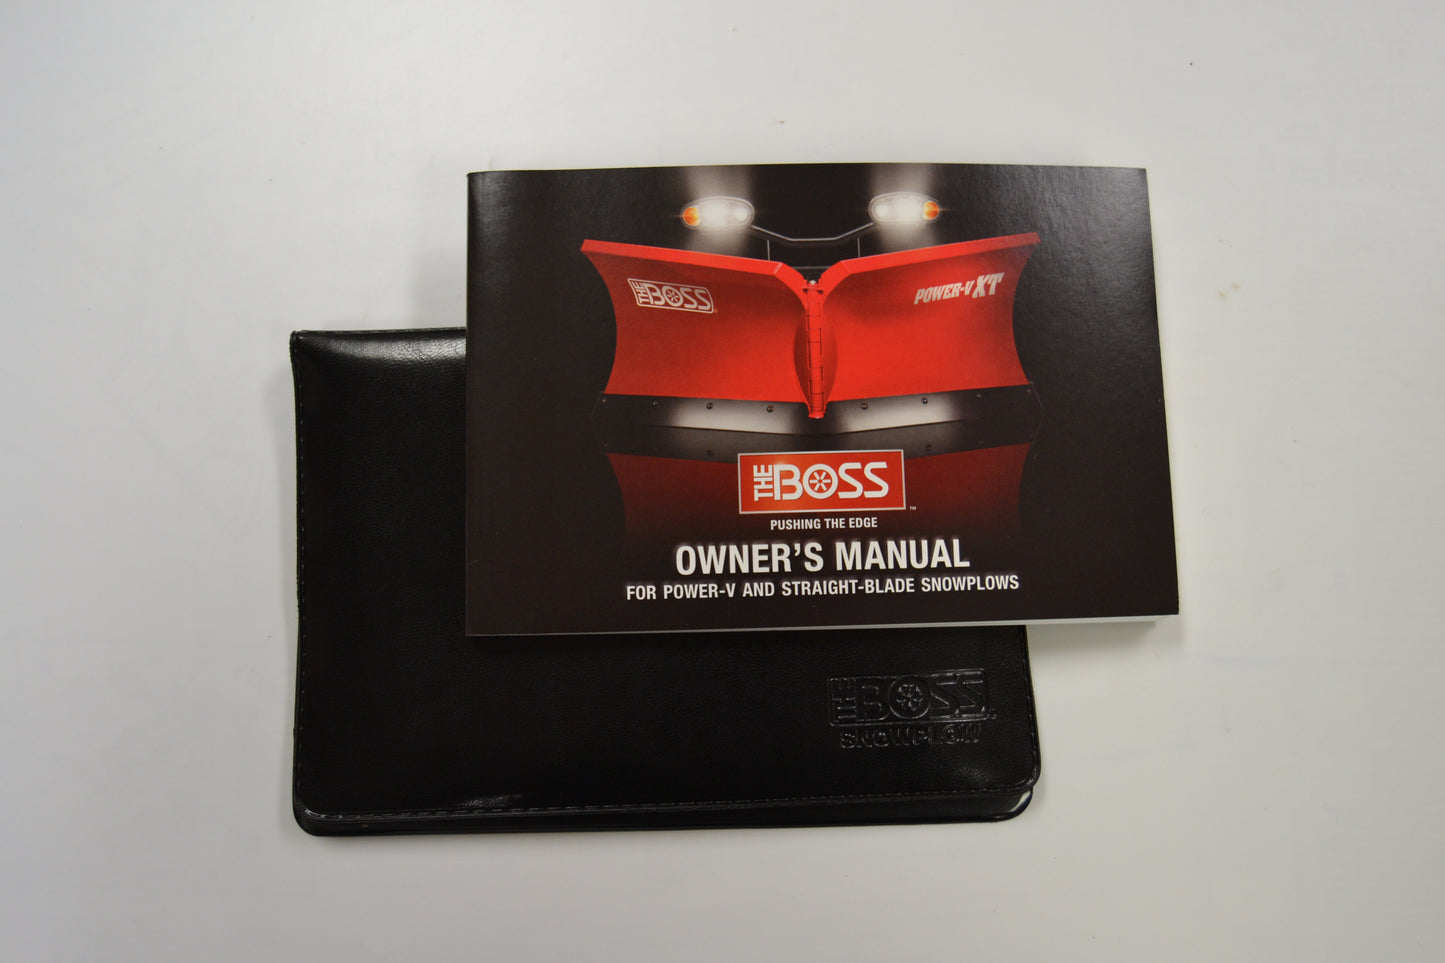 THE BOSS
POWER-V XT
THE BOSS™
PUSHING THE EDGE
OWNER'S MANUAL
FOR POWER-V AND STRAIGHT-BLADE SNOWPLOWS
THE BOSS
SNOWPLOW